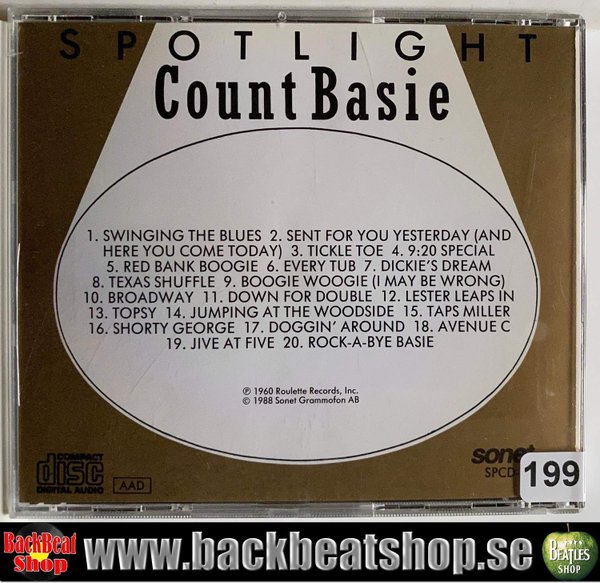 SPOTLIGHT
Count Basie
1. SWINGING THE BLUES 2. SENT FOR YOU YESTERDAY (AND
HERE YOU COME TODAY) 3. TICKLE TOE 4. 9:20 SPECIAL
5. RED BANK BOOGIE 6. EVERY TUB 7. DICKIE'S DREAM
8. TEXAS SHUFFLE 9. BOOGIE WOOGIE (I MAY BE WRONG)
10. BROADWAY 11. DOWN FOR DOUBLE 12. LESTER LEAPS IN
13. TOPSY 14. JUMPING AT THE WOODSIDE 15. TAPS MILLER
16. SHORTY GEORGE 17. DOGGIN' AROUND 18. AVENUE C
19. JIVE AT FIVE 20. ROCK-A-BYE BASIE
℗ 1960 Roulette Records, Inc.
© 1988 Sonet Grammofon AB
COMPACT
disc
DIGITAL AUDIO
AAD
sonet
SPCD
199
BackBeat
Shop
www.backbeatshop.se
BEATLES
SHOP